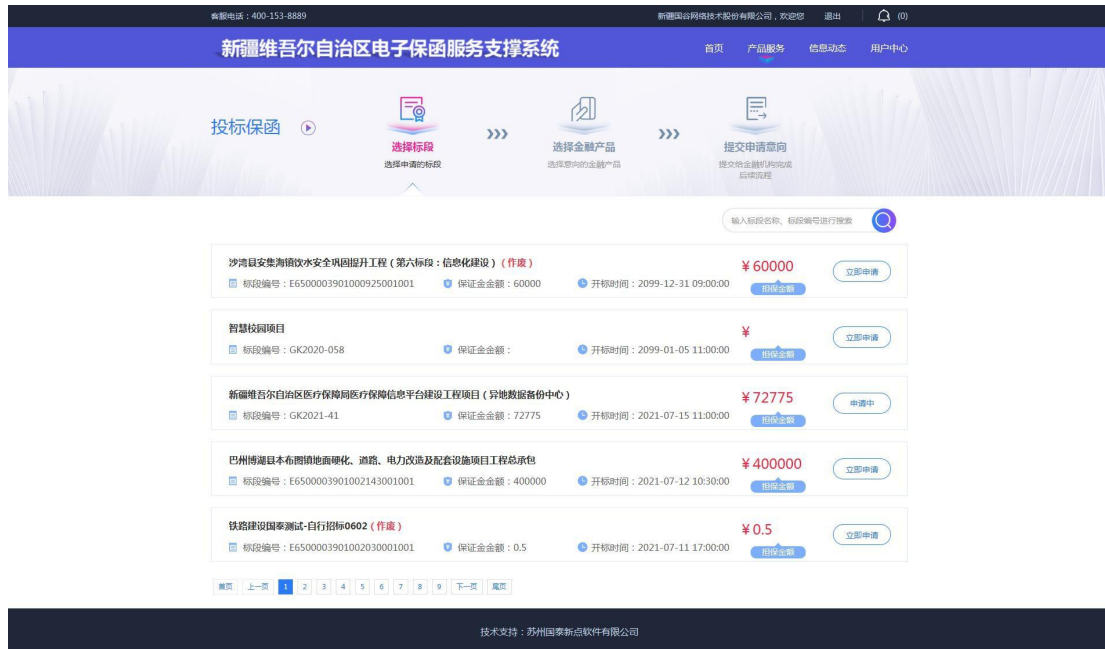 客服电话：400-153-8889
新疆国谷网络技术股份有限公司，欢迎您 退出 (0)
新疆维吾尔自治区电子保函服务支撑系统
首页 产品服务 信息动态 用户中心
投标保函
选择标段 选择金融产品 提交申请意向
选择申请的标段 选择意向的金融产品 提交给金融机构完成
后续流程
输入标段名称、标段编号进行搜索
沙湾县安集海镇饮水安全巩固提升工程（第六标段：信息化建设）（作废）
￥60000 立即申请
标段编号：E6500003901000925001001 保证金金额：60000 开标时间：2099-12-31 09:00:00 担保金额
智慧校园项目
￥ 立即申请
标段编号：GK2020-058 保证金金额： 开标时间：2099-01-05 11:00:00 担保金额
新疆维吾尔自治区医疗保障局医疗保障信息平台建设工程项目（异地数据备份中心）
￥72775 申请中
标段编号：GK2021-41 保证金金额：72775 开标时间：2021-07-15 11:00:00 担保金额
巴州博湖县本布图镇地面硬化、道路、电力改造及配套设施项目工程总承包
￥400000 立即申请
标段编号：E6500003901002143001001 保证金金额：400000 开标时间：2021-07-12 10:30:00 担保金额
铁路建设国泰测试-自行招标0602（作废）
￥0.5 立即申请
标段编号：E6500003901002030001001 保证金金额：0.5 开标时间：2021-07-11 17:00:00 担保金额
首页 上一页 1 2 3 4 5 6 7 8 9 下一页 尾页
技术支持：苏州国泰新点软件有限公司